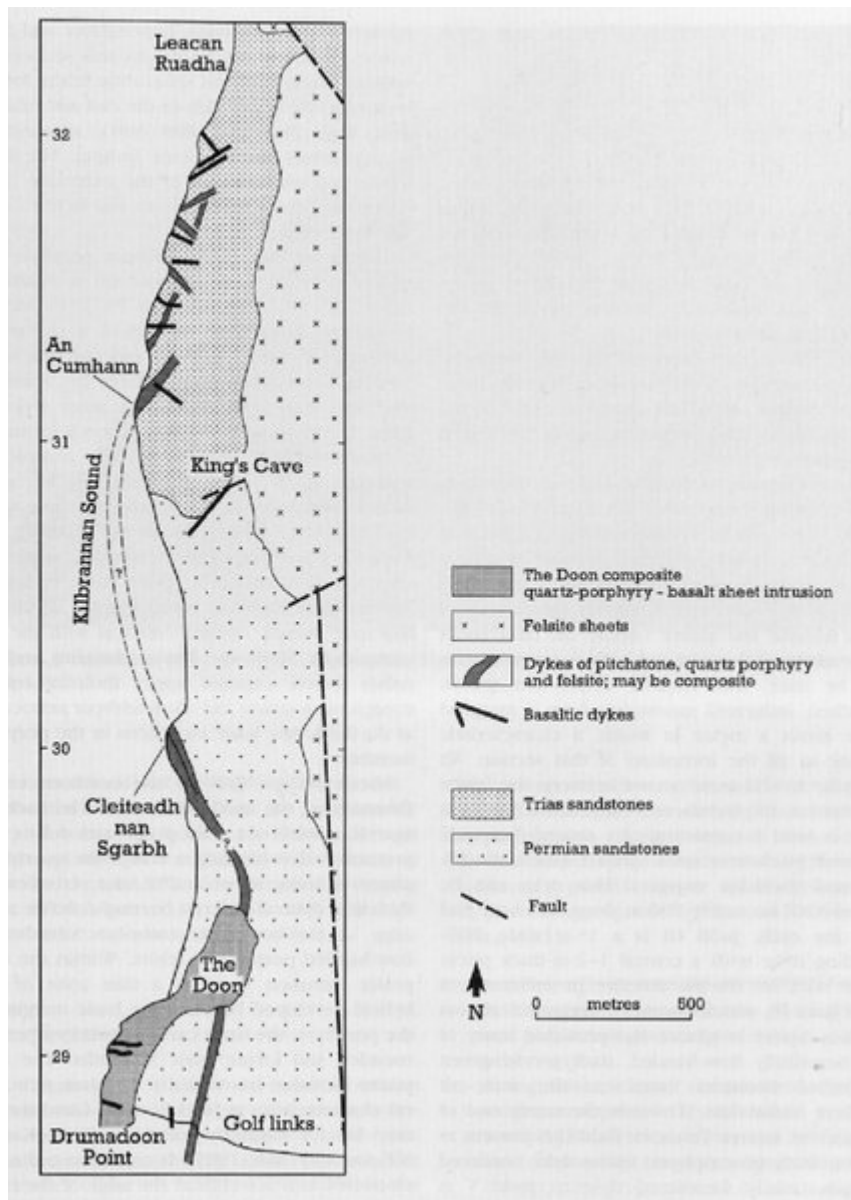 Leacan
Ruadha
32
An
Cumhann
31
King's Cave
Kilbrannan Sound
?
30
Cleiteadh
nan
Sgarbh
?
The
Doon
29
Golf links
Drumadoon
Point
The Doon composite
quartz-porphyry - basalt sheet intrusion
Felsite sheets
Dykes of pitchstone, quartz porphyry
and felsite; may be composite
Basaltic dykes
Trias sandstones
Permian sandstones
Fault
N
0 metres 500